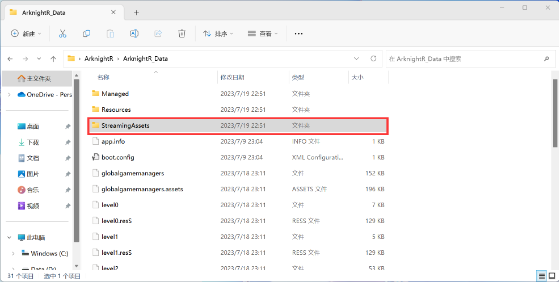 ArknightR_Data
新建
排序
查看
ArknightR > ArknightR_Data
在 ArknightR_Data 中搜索
主文件夹
OneDrive - Pers
桌面
下载
文档
图片
音乐
视频
此电脑
Windows (C:)
Data (D:)
名称 修改日期 类型 大小
Managed 2023/7/19 22:51 文件夹
Resources 2023/7/19 22:51 文件夹
StreamingAssets 2023/7/19 22:51 文件夹
app.info 2023/7/9 23:04 INFO 文件 1 KB
boot.config 2023/7/9 23:04 XML Configurati... 1 KB
globalgamemanagers 2023/7/18 23:11 文件 152 KB
globalgamemanagers.assets 2023/7/18 23:11 ASSETS 文件 196 KB
level0 2023/7/18 23:11 文件 7 KB
level0.resS 2023/7/18 23:11 RESS 文件 129 KB
level1 2023/7/18 23:11 文件 5 KB
level1.resS 2023/7/18 23:11 RESS 文件 129 KB
level2 2023/7/18 23:11 文件 53 KB
31 个项目 选中 1 个项目